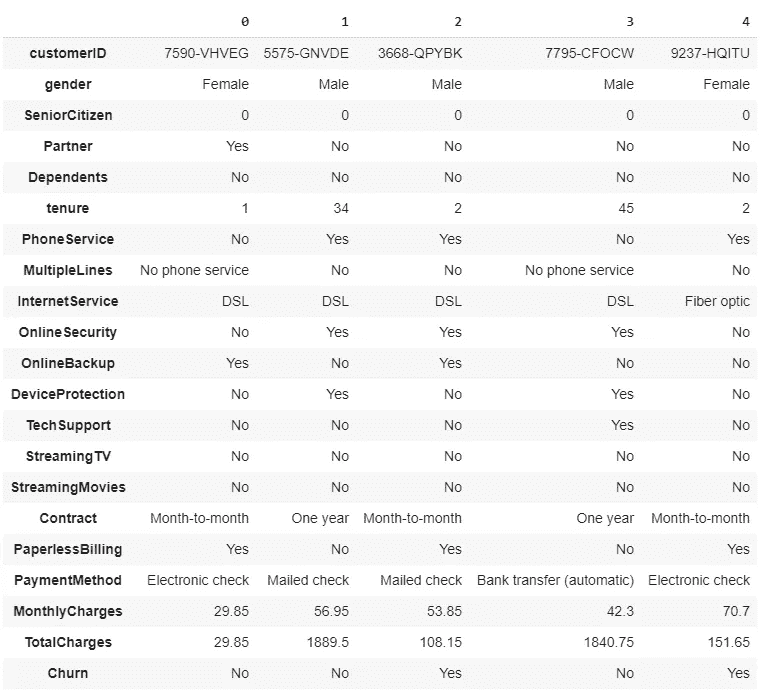 0 1 2 3 4
customerID 7590-VHVEG 5575-GNVDE 3668-QPYBK 7795-CFOCW 9237-HQITU
gender Female Male Male Male Female
SeniorCitizen 0 0 0 0 0
Partner Yes No No No No
Dependents No No No No No
tenure 1 34 2 45 2
PhoneService No Yes Yes No Yes
MultipleLines No phone service No No No phone service No
InternetService DSL DSL DSL DSL Fiber optic
OnlineSecurity No Yes Yes Yes No
OnlineBackup Yes No Yes No No
DeviceProtection No Yes No Yes No
TechSupport No No No Yes No
StreamingTV No No No No No
StreamingMovies No No No No No
Contract Month-to-month One year Month-to-month One year Month-to-month
PaperlessBilling Yes No Yes No Yes
PaymentMethod Electronic check Mailed check Mailed check Bank transfer (automatic) Electronic check
MonthlyCharges 29.85 56.95 53.85 42.3 70.7
TotalCharges 29.85 1889.5 108.15 1840.75 151.65
Churn No No Yes No Yes